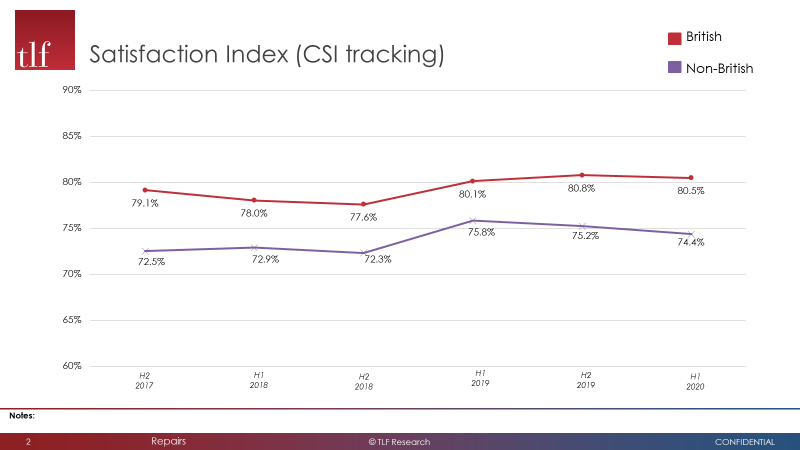 tlf
Satisfaction Index (CSI tracking)
British
Non-British
90%
85%
80%
75%
70%
65%
60%
79.1%
78.0%
77.6%
80.1%
80.8%
80.5%
72.5%
72.9%
72.3%
75.8%
75.2%
74.4%
H2
2017
H1
2018
H2
2018
H1
2019
H2
2019
H1
2020
Notes:
2
Repairs
© TLF Research
CONFIDENTIAL